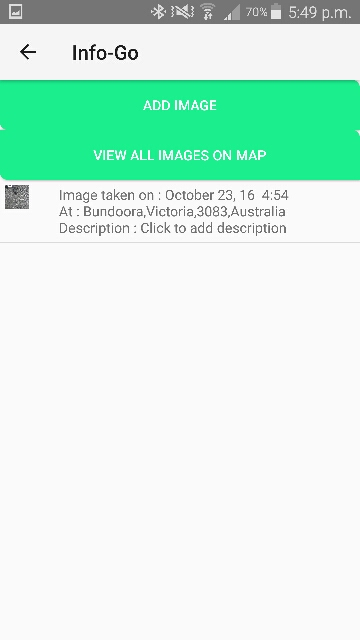 70% 5:49 p.m.
Info-Go
ADD IMAGE
VIEW ALL IMAGES ON MAP
Image taken on : October 23, 16 4:54
At : Bundoora,Victoria,3083,Australia
Description : Click to add description